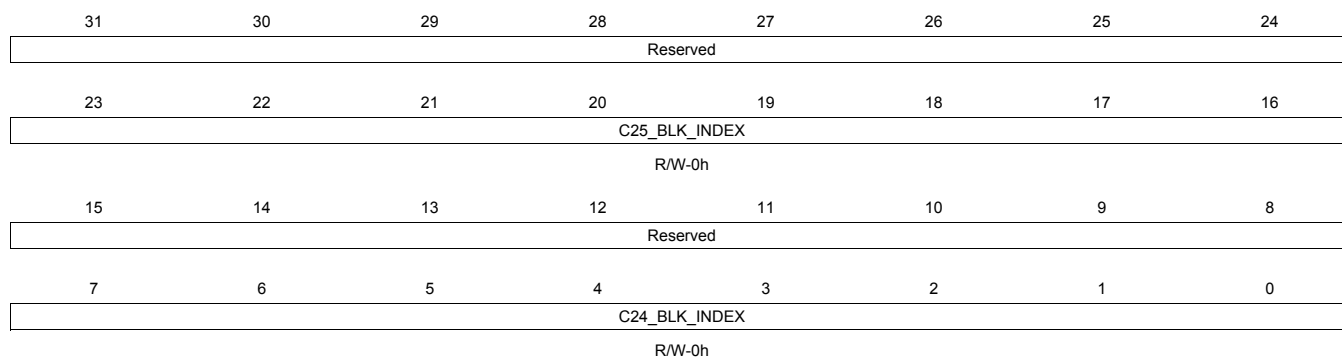 31 30 29 28 27 26 25 24
Reserved
23 22 21 20 19 18 17 16
C25_BLK_INDEX
R/W-0h
15 14 13 12 11 10 9 8
Reserved
7 6 5 4 3 2 1 0
C24_BLK_INDEX
R/W-0h